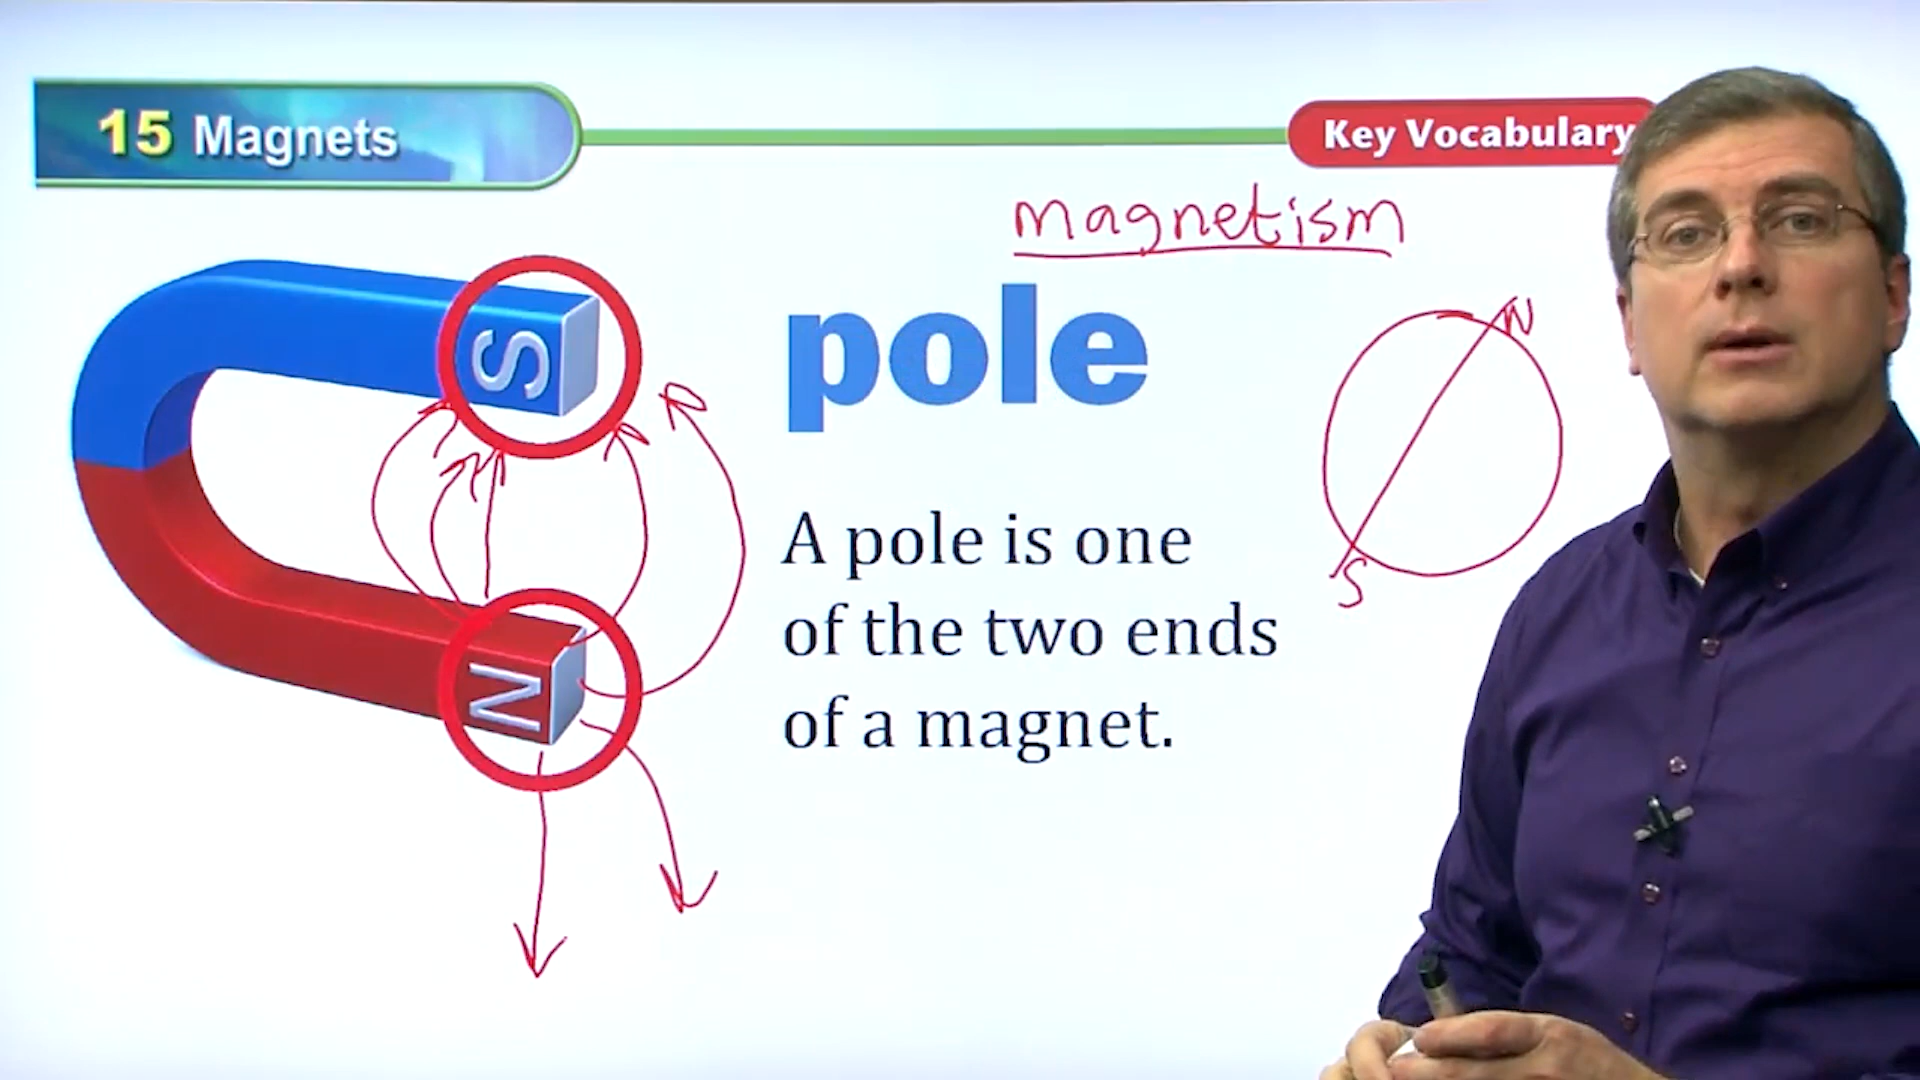 15 Magnets
Key Vocabulary
magnetism
pole
S
N
S
N
A pole is one
of the two ends
of a magnet.